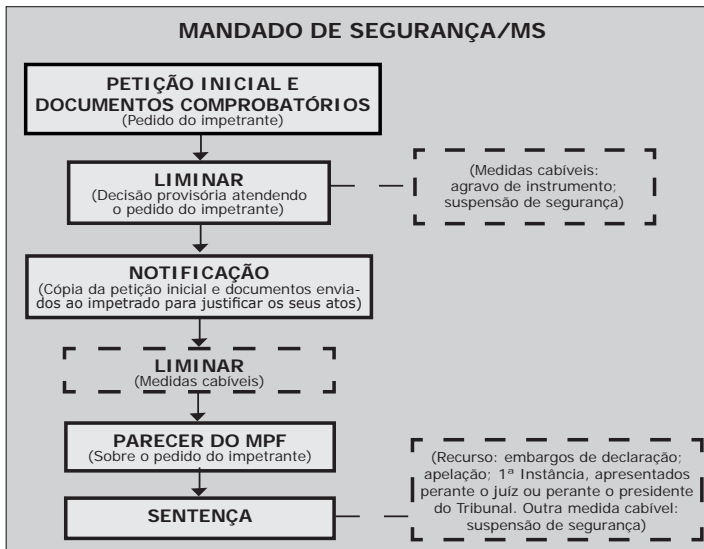 MANDADO DE SEGURANÇA/MS
PETIÇÃO INICIAL E
DOCUMENTOS COMPROBATÓRIOS
(Pedido do impetrante)
LIMINAR
(Decisão provisória atendendo
o pedido do impetrante)
(Medidas cabíveis:
agravo de instrumento;
suspensão de segurança)
NOTIFICAÇÃO
(Cópia da petição inicial e documentos envia-
dos ao impetrado para justificar os seus atos)
LIMINAR
(Medidas cabíveis)
PARECER DO MPF
(Sobre o pedido do impetrante)
SENTENÇA
(Recurso: embargos de declaração;
apelação; 1ª Instância, apresentados
perante o juíz ou perante o presidente
do Tribunal. Outra medida cabível:
suspensão de segurança)